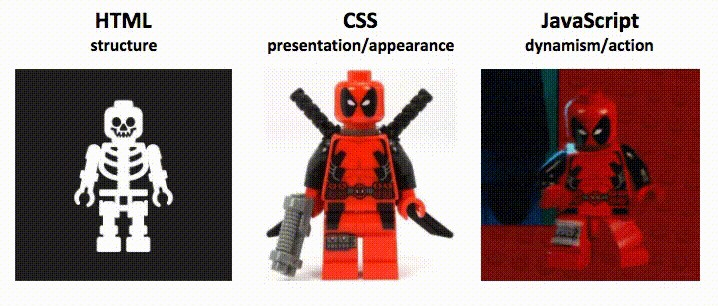 HTML
structure
CSS
presentation/appearance
JavaScript
dynamism/action